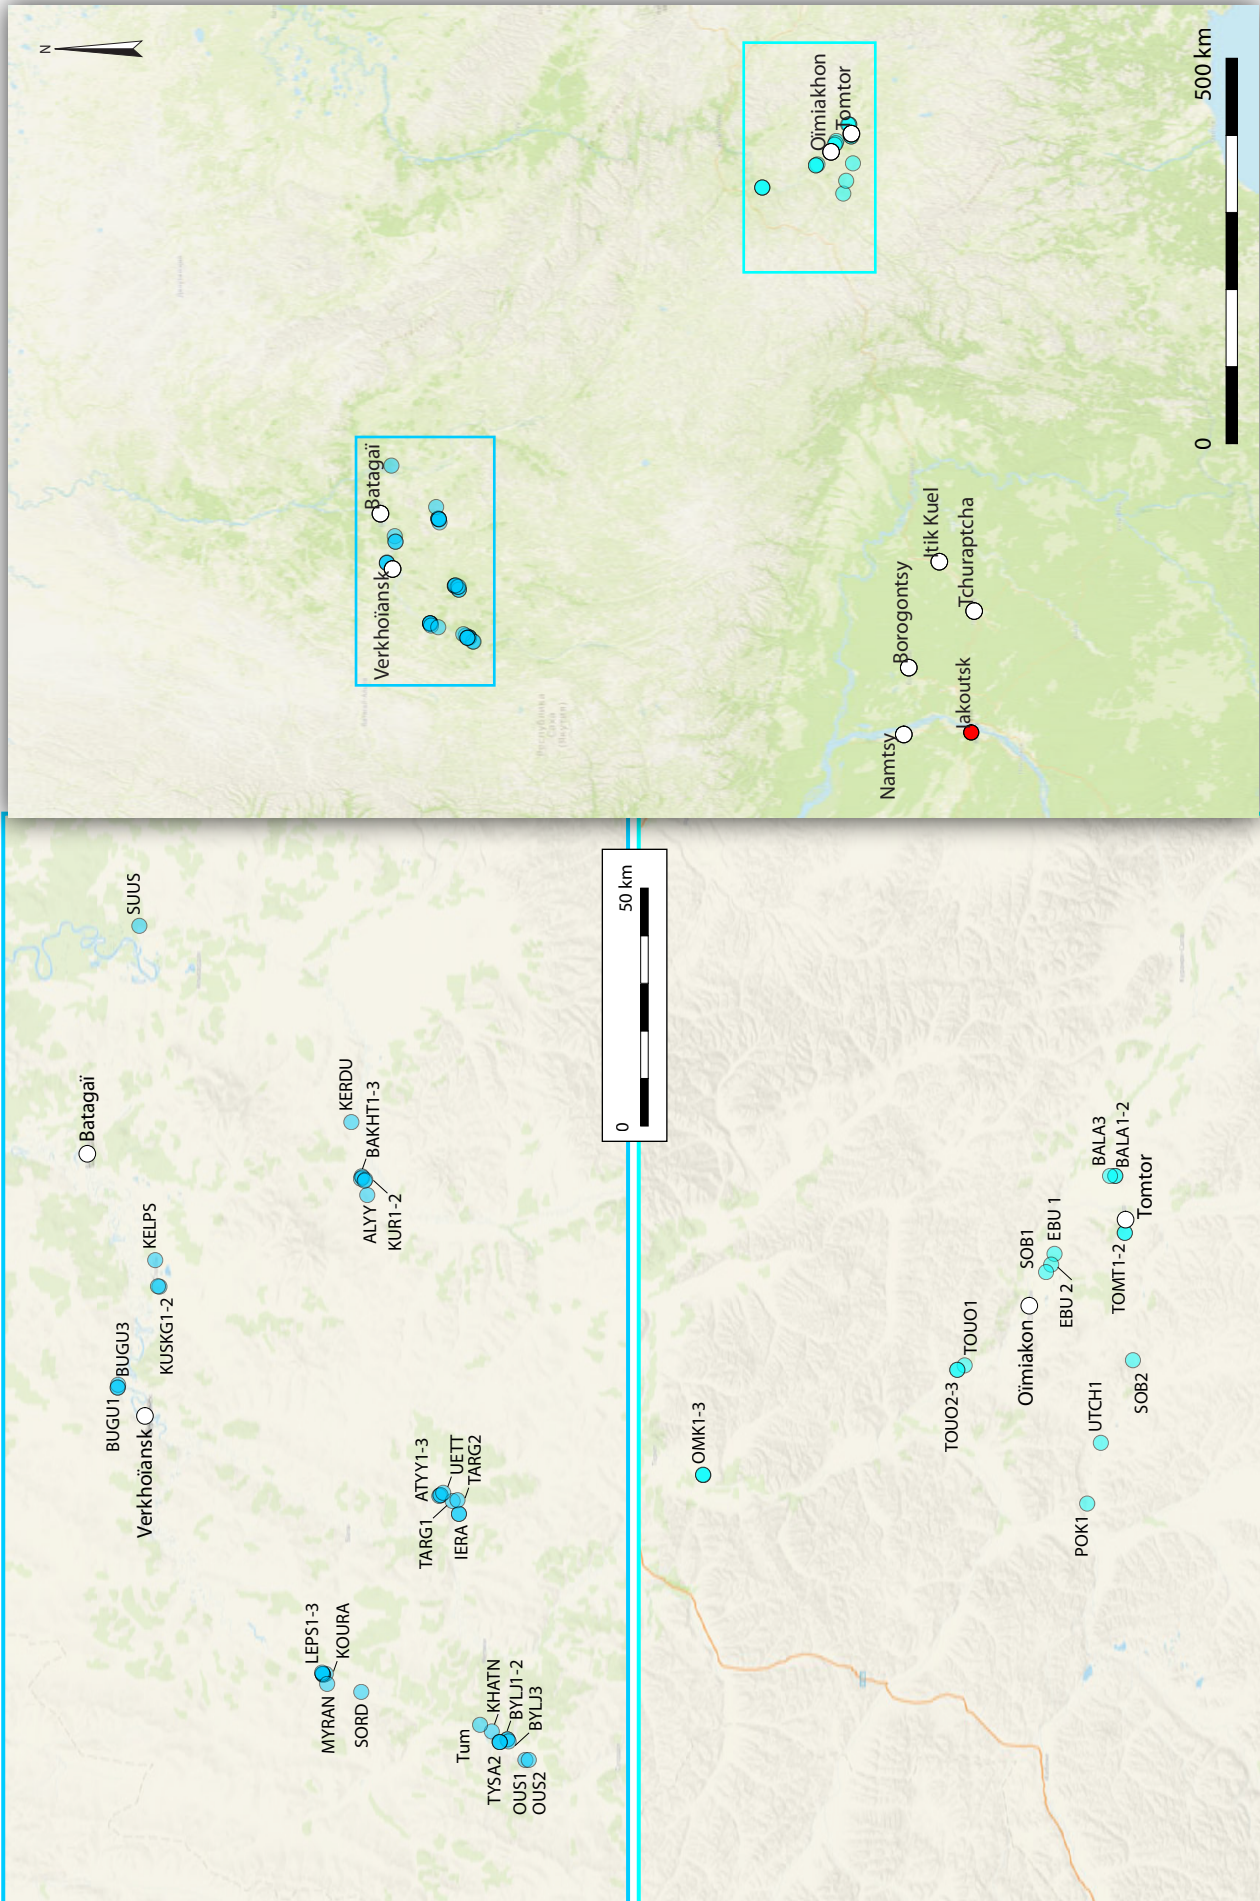 N
Batagaï
Verkhoïansk
Oïmiakhon
Tomtor
Namtsy
Borogontsy
Itik Kuel
Iakoutsk
Tchuraptcha
0
500 km
Республика
Саха
(Якутия)
SUUS
Batagaï
KELPS
KUSKG1-2
BUGU3
BUGU1
Verkhoïansk
KERDU
BAKHT1-3
ALYY
KUR1-2
ATYY1-3
UETT
TARG2
TARG1
IERA
LEPS1-3
KOURA
MYRAN
SORD
Tum
KHATN
BYLJ1-2
BYLJ3
TYSA2
OUS1
OUS2
0
50 km
OMK1-3
TOUO1
TOUO2-3
Oïmiakon
SOB1
EBU 1
EBU 2
BALA3
BALA1-2
Tomtor
TOMT1-2
SOB2
UTCH1
POK1